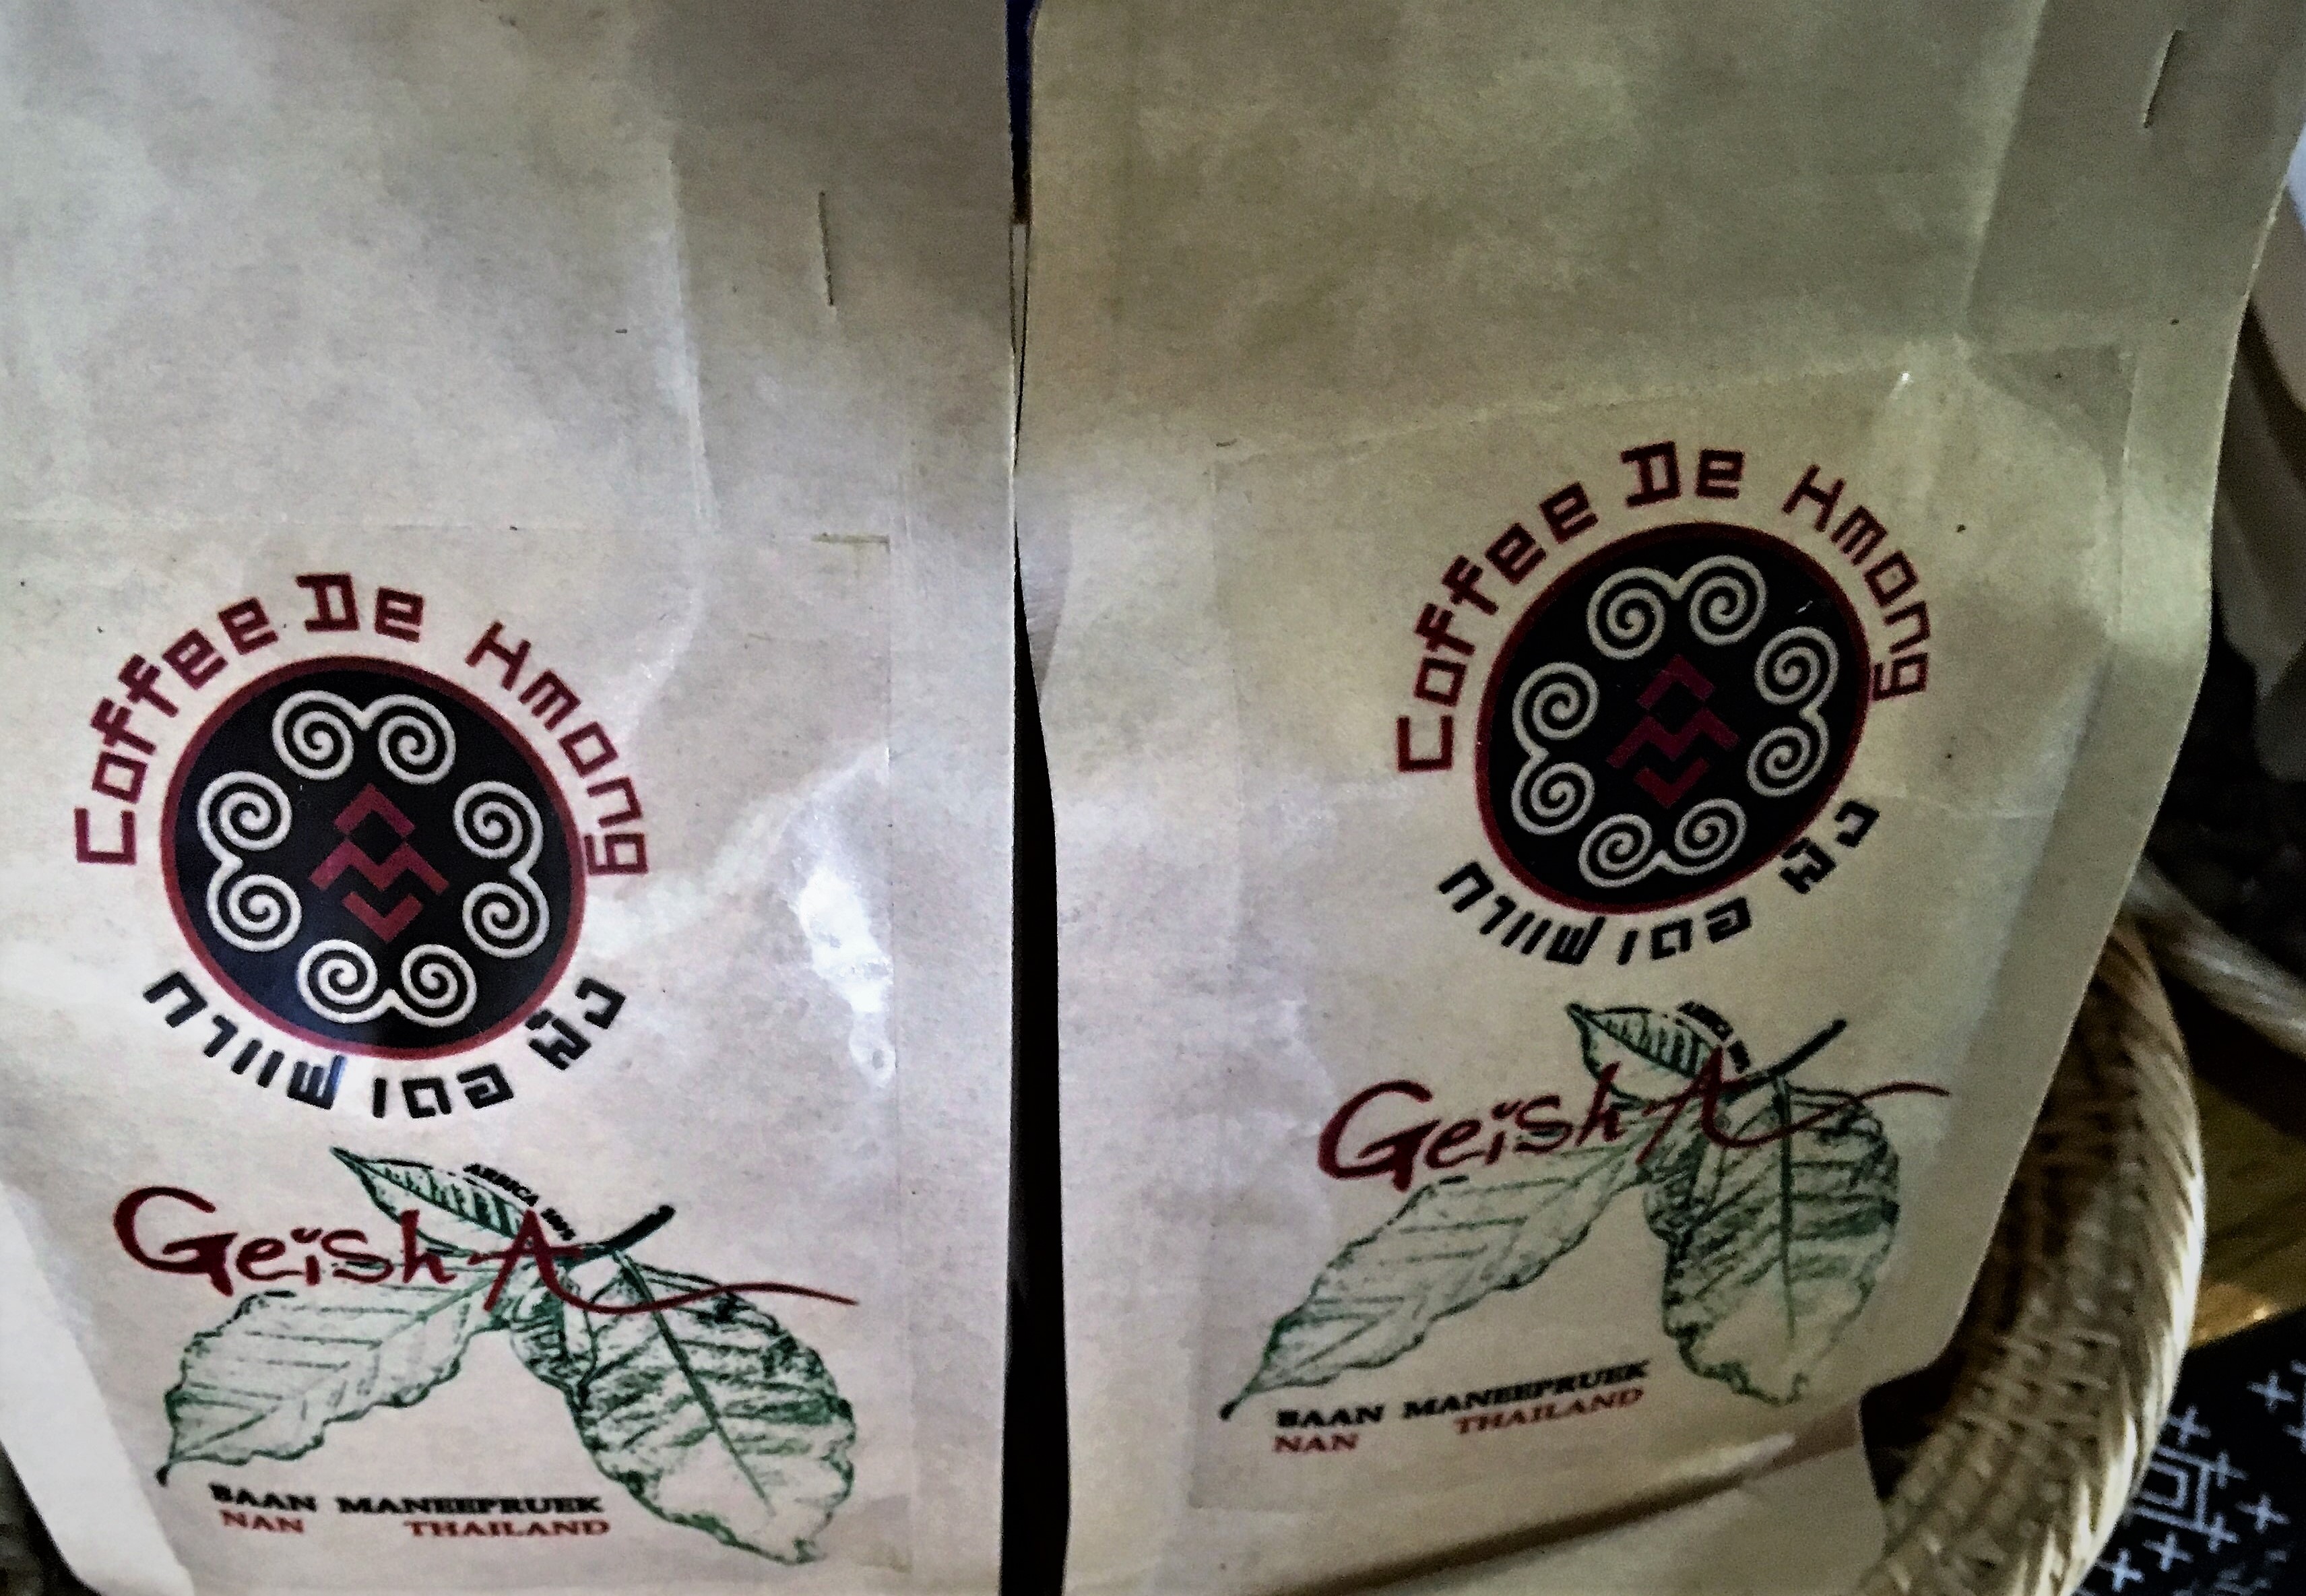 Coffee De Hmong
กาแฟ เดอ ม้ง
ARABICA 100%
GeishA
BAAN MANEEPRUEK
NAN THAILAND
Coffee De Hmong
กาแฟ เดอ ม้ง
GeishA
BAAN MANEEPRUEK
NAN THAILAND